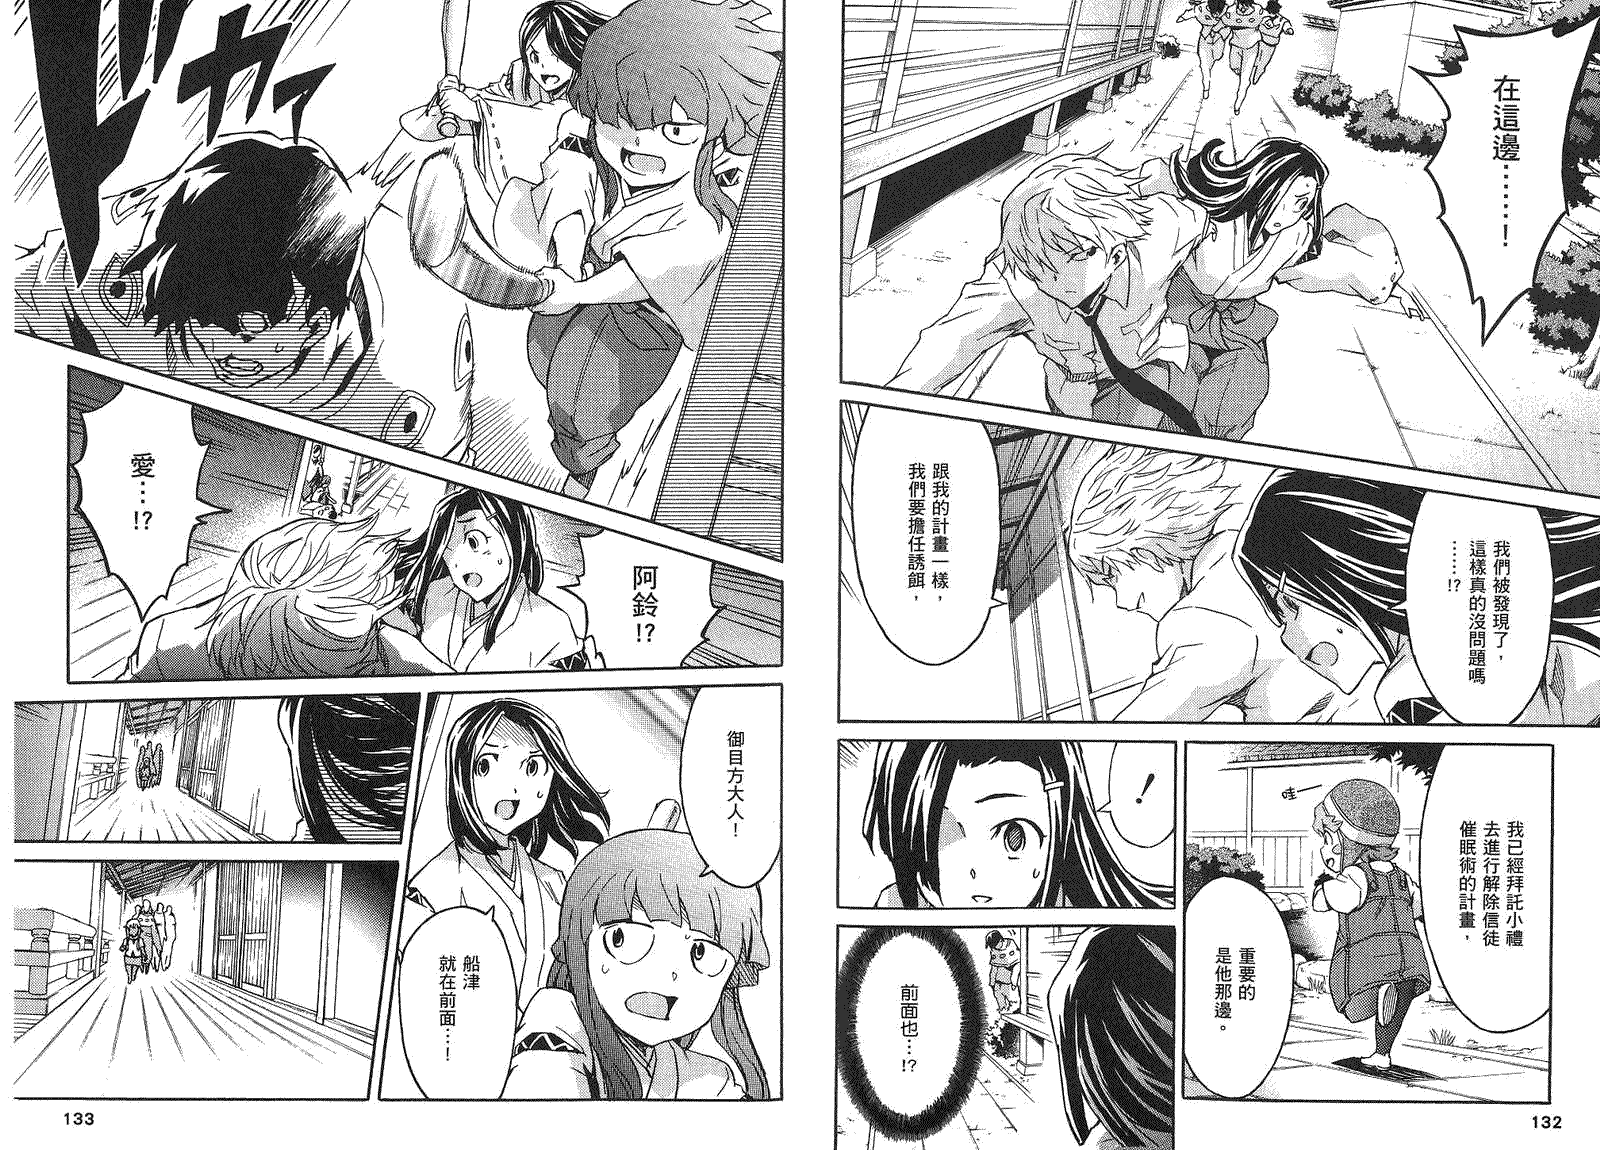 在這邊……！
我們被發現了，
這樣真的沒問題嗎
……!?
跟我的計畫一樣，
我們要擔任誘餌，
哇—
我已經拜託小禮
去進行解除信徒
催眠術的計畫，
重要的
是他那邊。
！
前面也…!?
132
ドカッ
阿鈴!?
愛…!?
御目方大人！
船津
就在前面…！
133